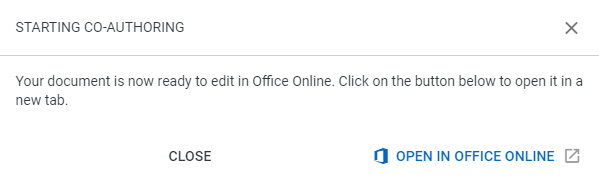 STARTING CO-AUTHORING
Your document is now ready to edit in Office Online. Click on the button below to open it in a
new tab.
CLOSE
OPEN IN OFFICE ONLINE